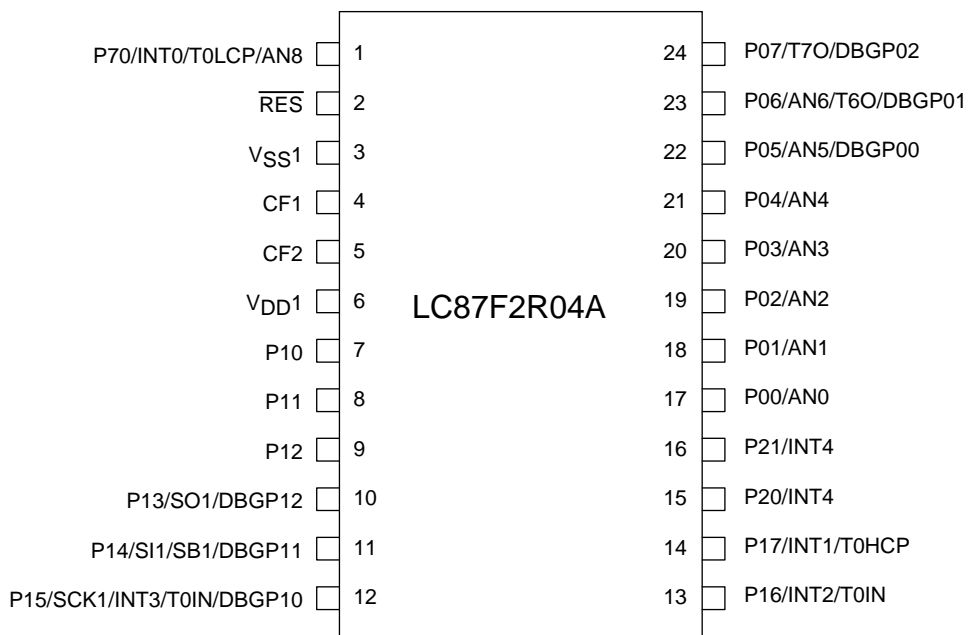 P70/INT0/T0LCP/AN8 1 24 P07/T7O/DBGP02
RES 2 23 P06/AN6/T6O/DBGP01
VSS1 3 22 P05/AN5/DBGP00
CF1 4 21 P04/AN4
CF2 5 20 P03/AN3
VDD1 6 19 P02/AN2
LC87F2R04A
P10 7 18 P01/AN1
P11 8 17 P00/AN0
P12 9 16 P21/INT4
P13/SO1/DBGP12 10 15 P20/INT4
P14/SI1/SB1/DBGP11 11 14 P17/INT1/T0HCP
P15/SCK1/INT3/T0IN/DBGP10 12 13 P16/INT2/T0IN